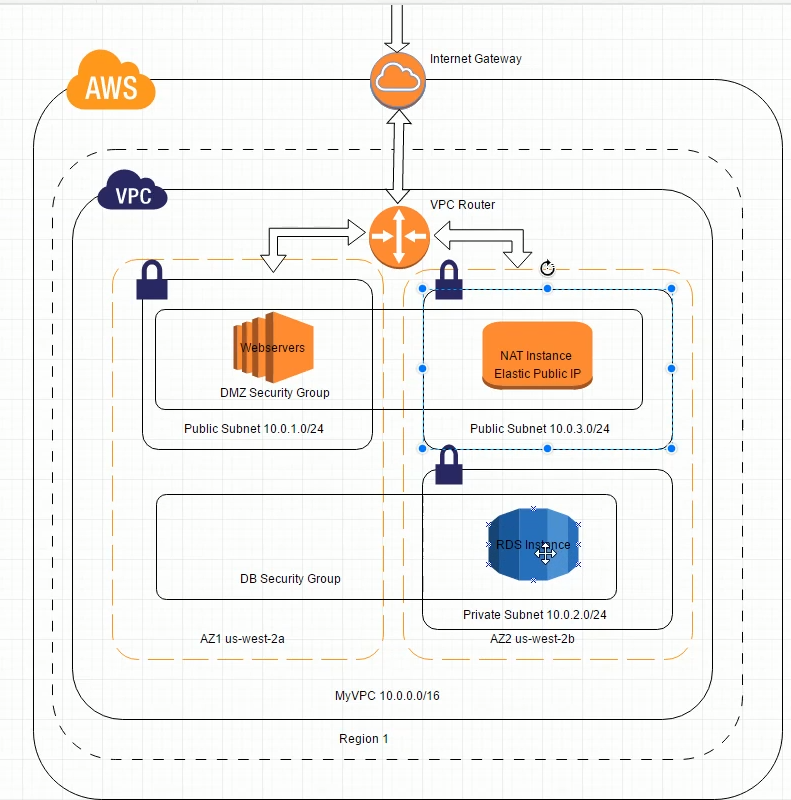 Internet Gateway
AWS
VPC
VPC Router
Webservers
DMZ Security Group
Public Subnet 10.0.1.0/24
NAT Instance
Elastic Public IP
Public Subnet 10.0.3.0/24
RDS Instance
DB Security Group
Private Subnet 10.0.2.0/24
AZ1 us-west-2a
AZ2 us-west-2b
MyVPC 10.0.0.0/16
Region 1